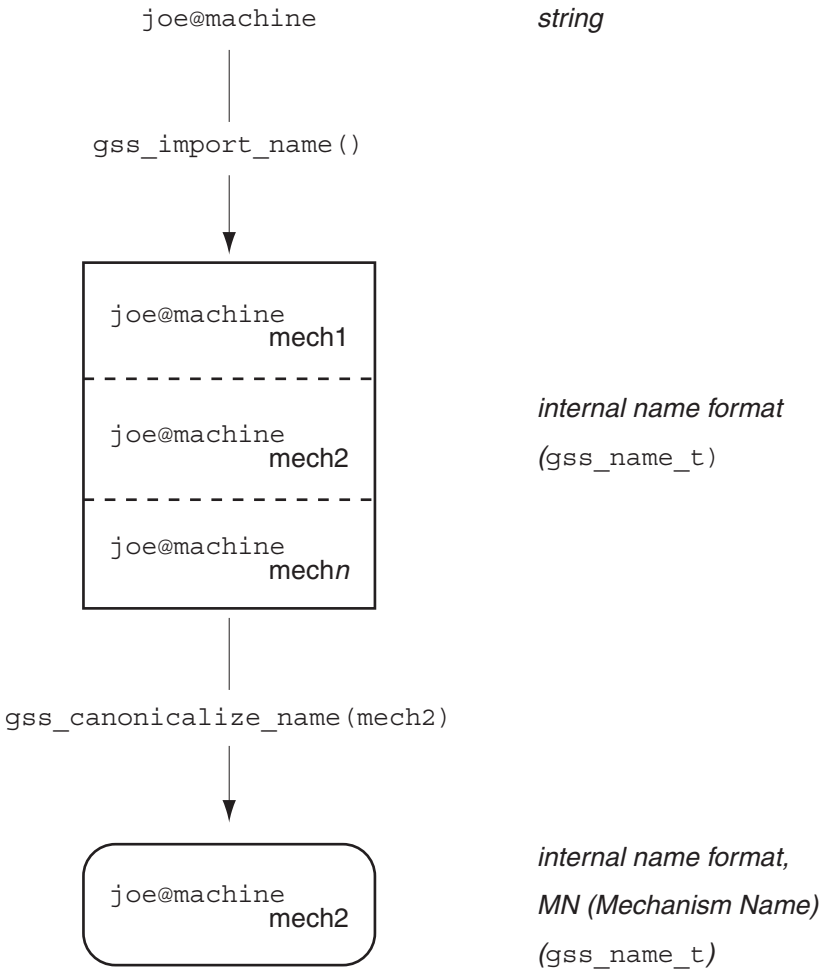 joe@machine
string
gss_import_name()
joe@machine
mech1
joe@machine
mech2
joe@machine
mechn
internal name format
(gss_name_t)
gss_canonicalize_name(mech2)
joe@machine
mech2
internal name format,
MN (Mechanism Name)
(gss_name_t)